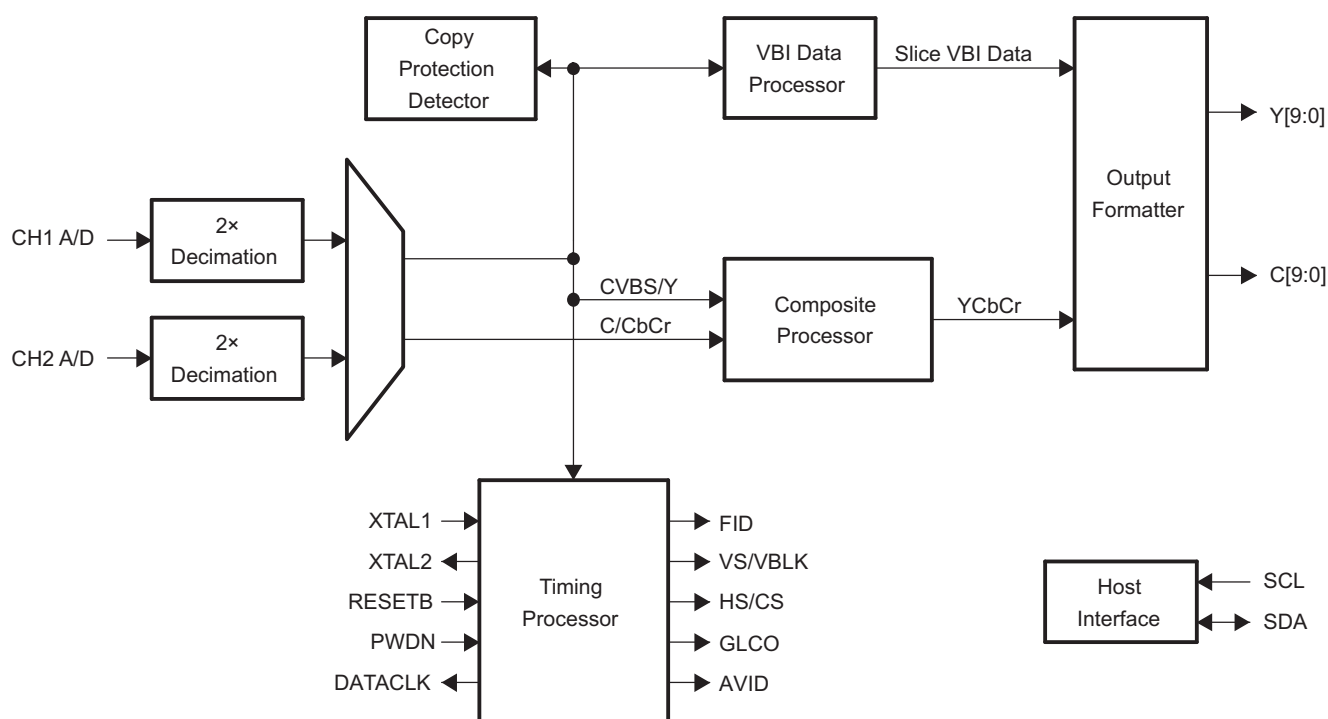 Copy
Protection
Detector
VBI Data
Processor
Slice VBI Data
Output
Formatter
Y[9:0]
C[9:0]
CH1 A/D
2×
Decimation
CH2 A/D
2×
Decimation
CVBS/Y
C/CbCr
Composite
Processor
YCbCr
XTAL1
XTAL2
RESETB
PWDN
DATACLK
Timing
Processor
FID
VS/VBLK
HS/CS
GLCO
AVID
Host
Interface
SCL
SDA